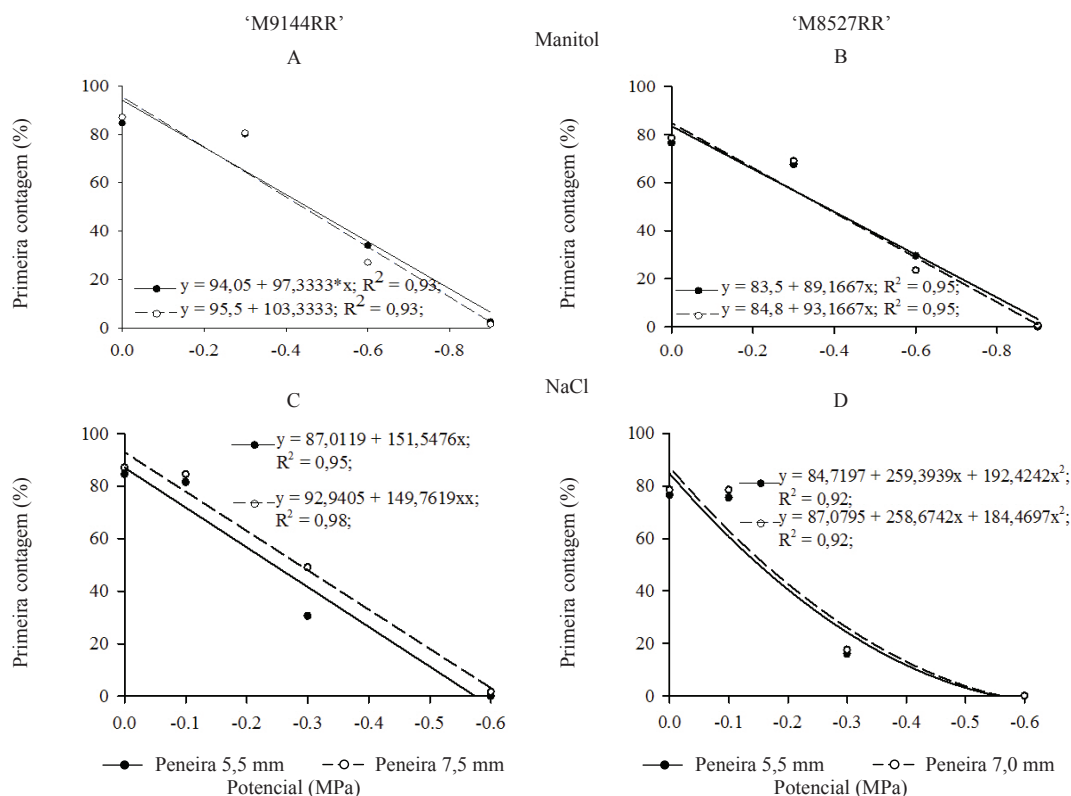 ‘M9144RR’
‘M8527RR’
Manitol
A
B
Primeira contagem (%)
100
80
60
40
20
0
y = 94,05 + 97,3333*x; R² = 0,93;
y = 95,5 + 103,3333; R² = 0,93;
0.0 -0.2 -0.4 -0.6 -0.8
Primeira contagem (%)
100
80
60
40
20
0
y = 83,5 + 89,1667x; R² = 0,95;
y = 84,8 + 93,1667x; R² = 0,95;
0.0 -0.2 -0.4 -0.6 -0.8
NaCl
C
D
Primeira contagem (%)
100
80
60
40
20
0
y = 87,0119 + 151,5476x;
R² = 0,95;
y = 92,9405 + 149,7619xx;
R² = 0,98;
0.0 -0.1 -0.2 -0.3 -0.4 -0.5 -0.6
Peneira 5,5 mm Peneira 7,5 mm
Potencial (MPa)
Primeira contagem (%)
100
80
60
40
20
0
y = 84,7197 + 259,3939x + 192,4242x²;
R² = 0,92;
y = 87,0795 + 258,6742x + 184,4697x²;
R² = 0,92;
0.0 -0.1 -0.2 -0.3 -0.4 -0.5 -0.6
Peneira 5,5 mm Peneira 7,0 mm
Potencial (MPa)